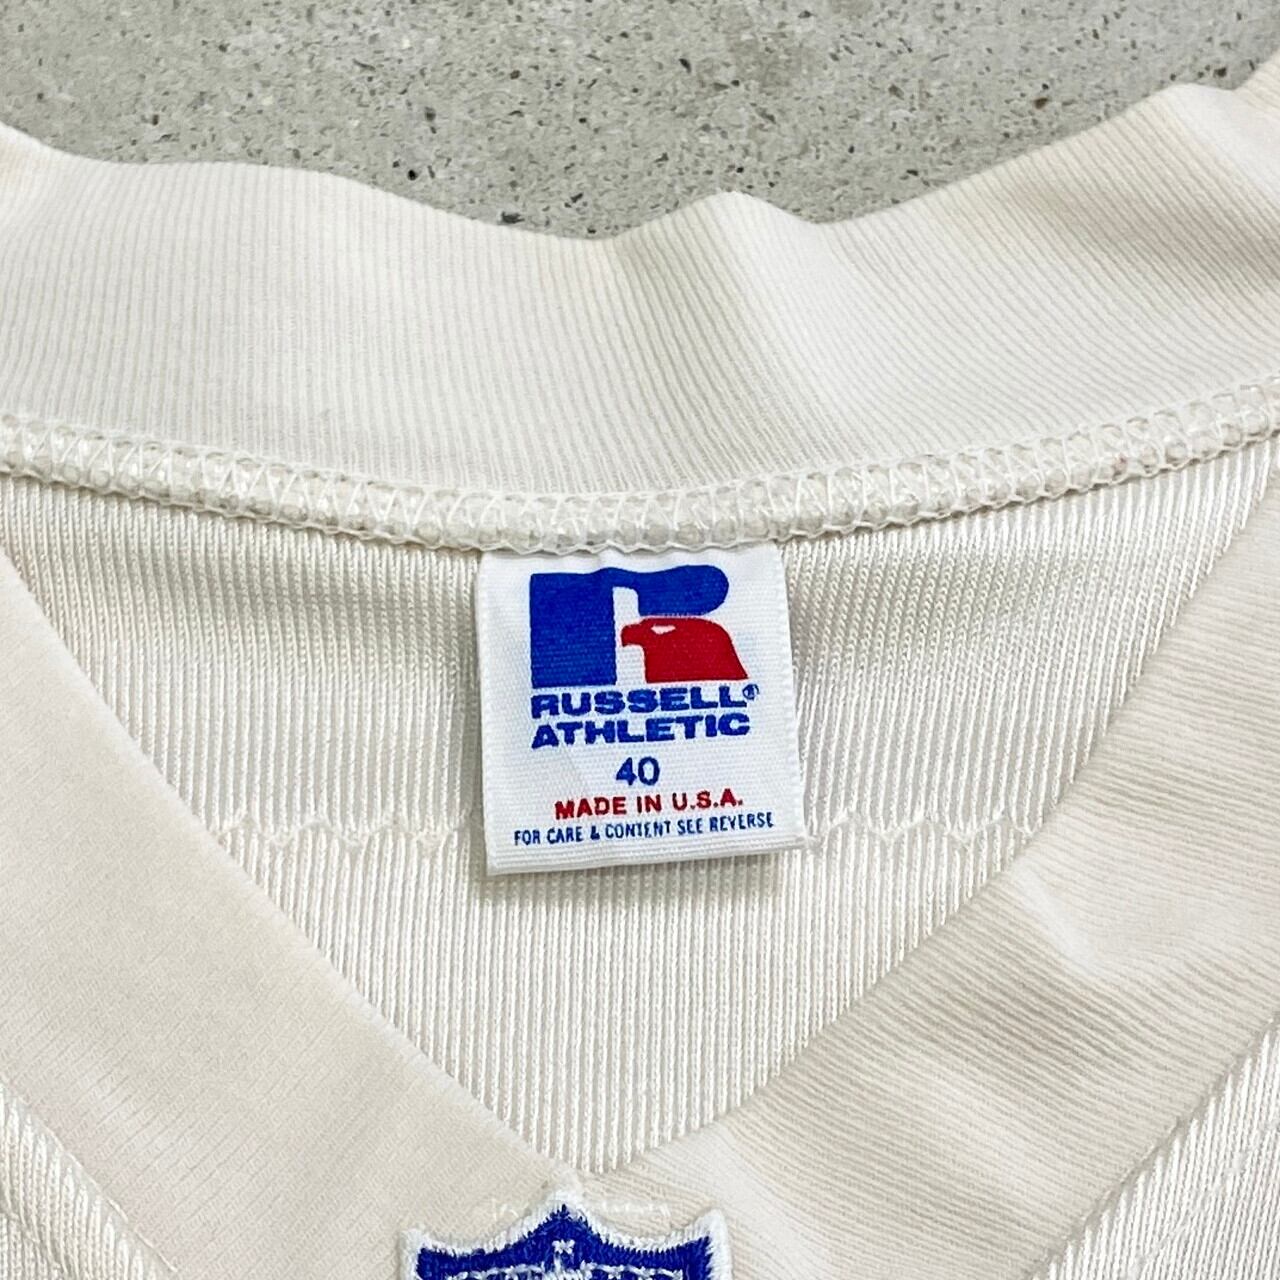 RUSSELL®
ATHLETIC
40
MADE IN U.S.A.
FOR CARE & CONTENT SEE REVERSE